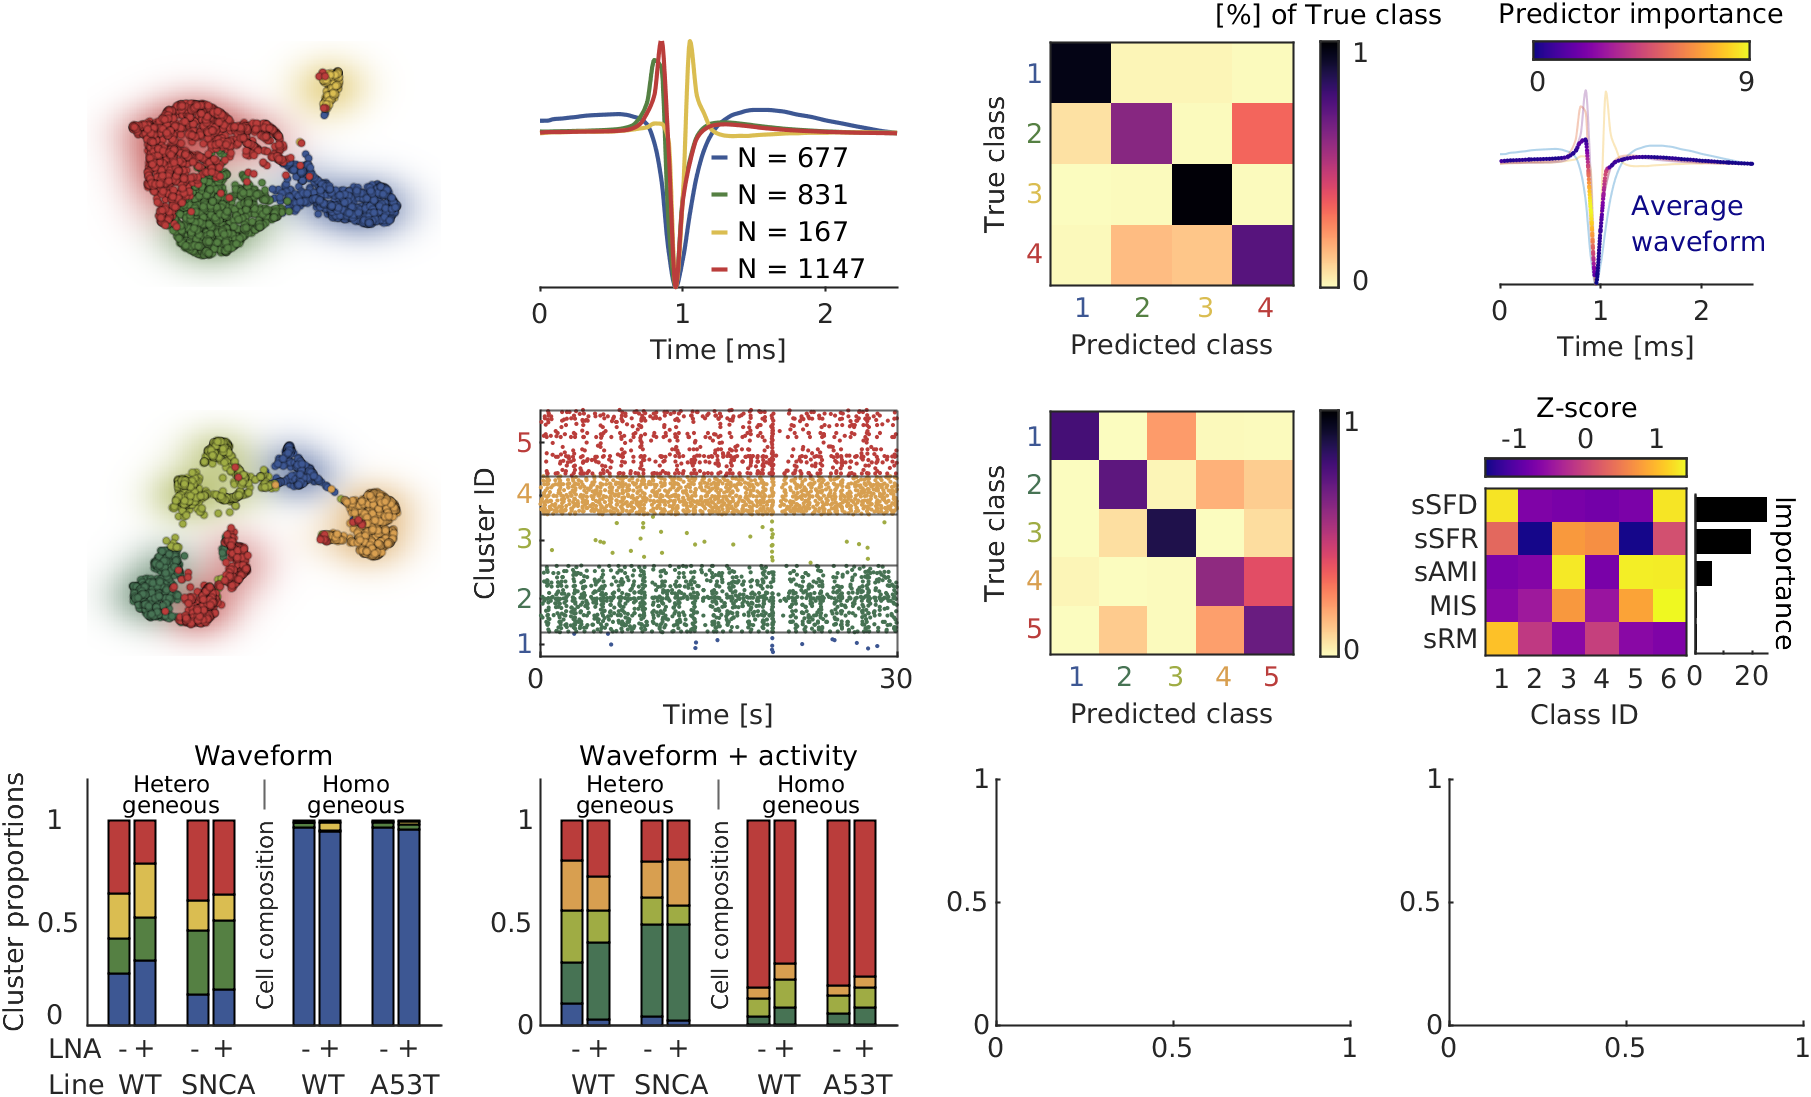 N = 677
N = 831
N = 167
N = 1147
0 1 2
Time [ms]
[%] of True class
True class
1
2
3
4
1 2 3 4
Predicted class
1
0
Predictor importance
0 9
Average
waveform
0 1 2
Time [ms]
Cluster ID
5
4
3
2
1
0 30
Time [s]
True class
1
2
3
4
5
1 2 3 4 5
Predicted class
1
0
Z-score
-1 0 1
sSFD
sSFR
sAMI
MIS
sRM
1 2 3 4 5 6
Class ID
0 20
Importance
Waveform
Hetero
geneous
Homo
geneous
Cell composition
Cluster proportions
1
0.5
0
LNA - + - + - + - +
Line WT SNCA WT A53T
Waveform + activity
Hetero
geneous
Homo
geneous
Cell composition
1
0.5
0
- + - + - + - +
WT SNCA WT A53T
1
0.5
0
0 0.5 1
1
0.5
0
0 0.5 1